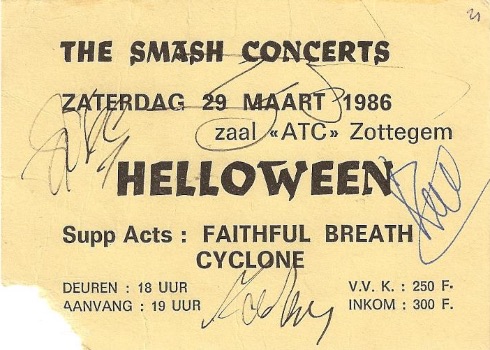 THE SMASH CONCERTS
ZATERDAG 29 MAART 1986
zaal «ATC» Zottegem
HELLOWEEN
Supp Acts : FAITHFUL BREATH
CYCLONE
DEUREN : 18 UUR
AANVANG : 19 UUR
V.V. K. : 250 F.
INKOM : 300 F.